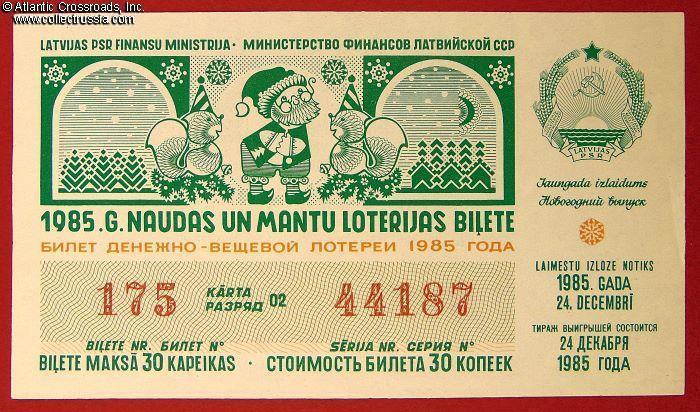 © Atlantic Crossroads, Inc.
www.collectrussia.com
LATVIJAS PSR FINANSU MINISTRIJA · МИНИСТЕРСТВО ФИНАНСОВ ЛАТВИЙСКОЙ ССР
LATVIJAS
PSR
Jaungada izlaidums
Новогодний выпуск
1985. G. NAUDAS UN MANTU LOTERIJAS BIĻETE
БИЛЕТ ДЕНЕЖНО-ВЕЩЕВОЙ ЛОТЕРЕИ 1985 ГОДА
175 KĀRTA РАЗРЯД 02 44187
BIĻETE NR. БИЛЕТ № SĒRIJA NR. СЕРИЯ №
BIĻETE MAKSĀ 30 KAPEIKAS · СТОИМОСТЬ БИЛЕТА 30 КОПЕЕК
LAIMESTU IZLOZE NOTIKS
1985. GADA
24. DECEMBRĪ
ТИРАЖ ВЫИГРЫШЕЙ СОСТОИТСЯ
24 ДЕКАБРЯ
1985 ГОДА